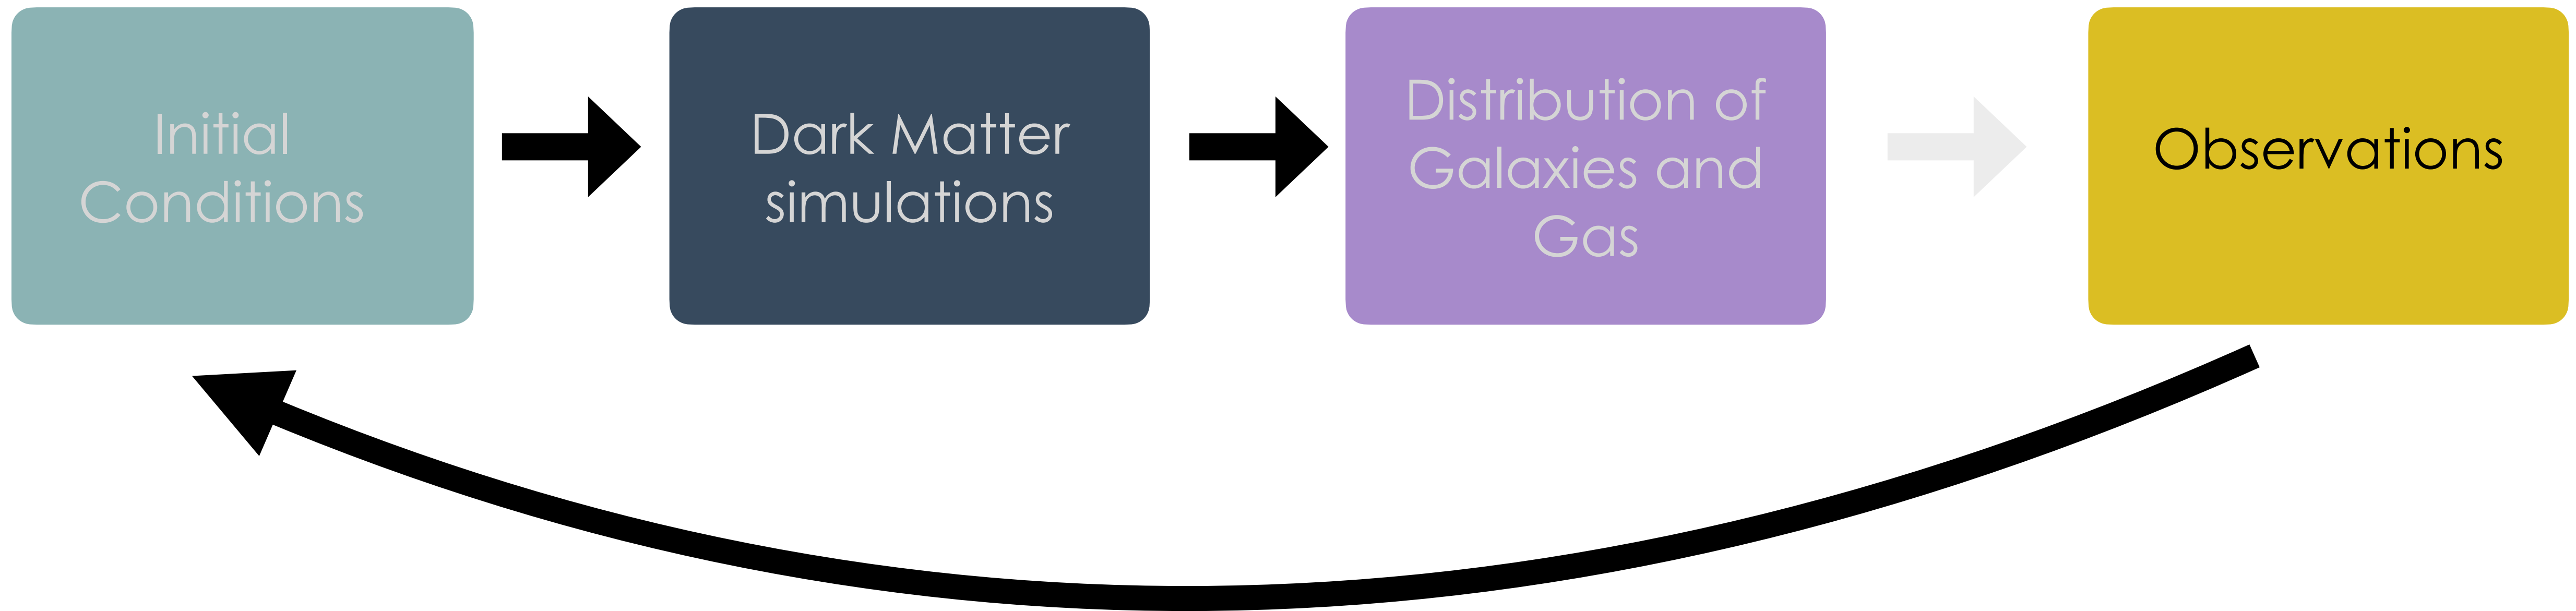 Initial
Conditions
Dark Matter
simulations
Distribution of
Galaxies and
Gas
Observations